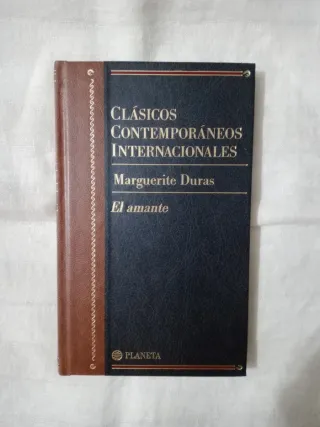 CLÁSICOS
CONTEMPORÁNEOS
INTERNACIONALES
Marguerite Duras
El amante
PLANETA